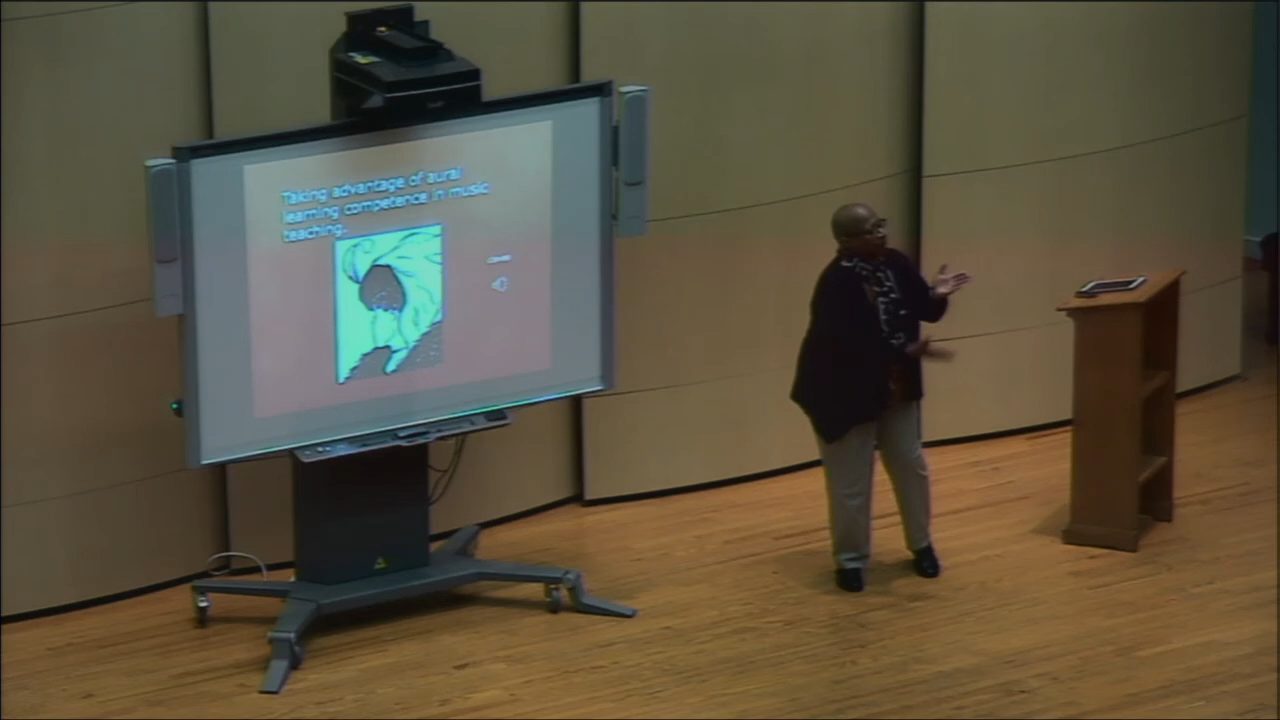 Taking advantage of aural
learning competence in music
teaching.